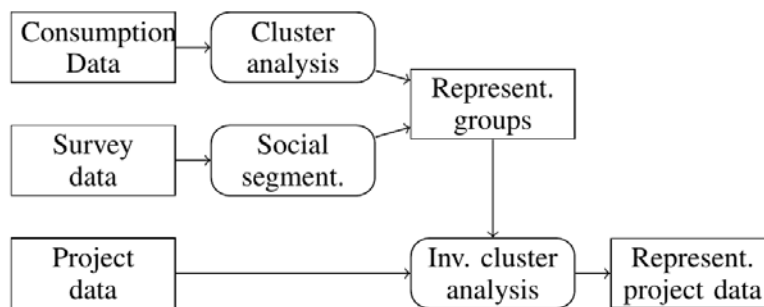 Consumption
Data
Cluster
analysis
Represent.
groups
Survey
data
Social
segment.
Project
data
Inv. cluster
analysis
Represent.
project data